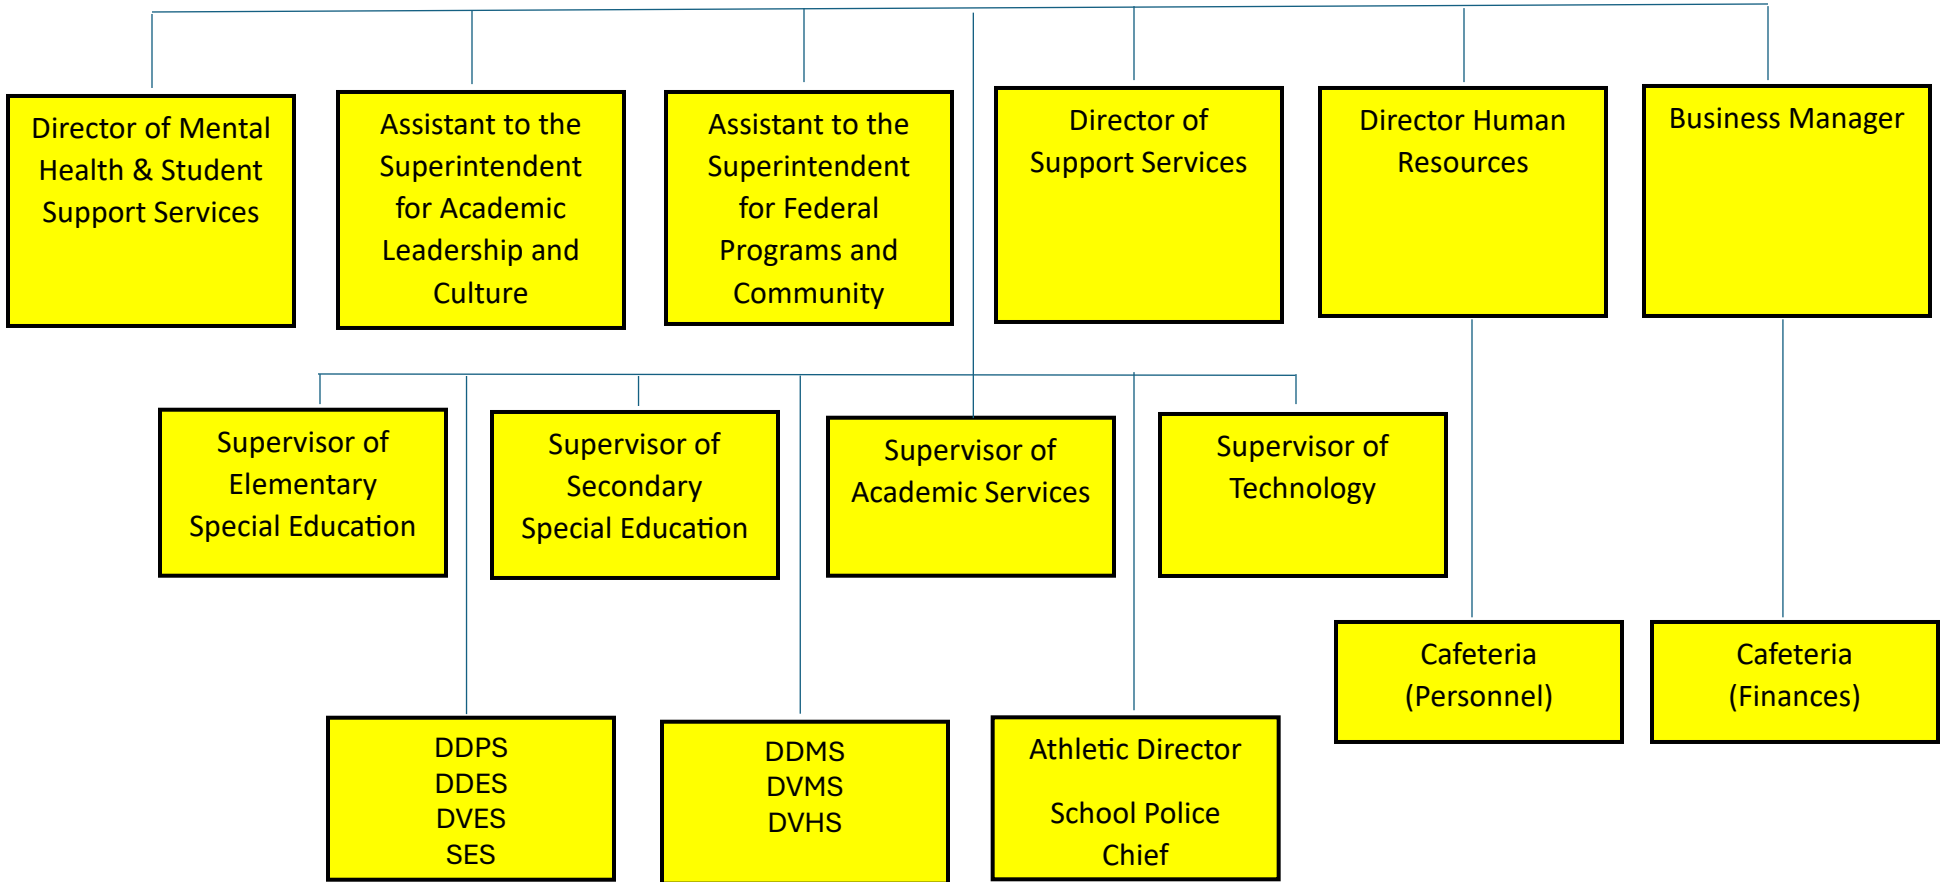 Director of Mental
Health & Student
Support Services
Assistant to the
Superintendent
for Academic
Leadership and
Culture
Assistant to the
Superintendent
for Federal
Programs and
Community
Director of
Support Services
Director Human
Resources
Business Manager
Supervisor of
Elementary
Special Education
Supervisor of
Secondary
Special Education
Supervisor of
Academic Services
Supervisor of
Technology
Cafeteria
(Personnel)
Cafeteria
(Finances)
DDPS
DDES
DVES
SES
DDMS
DVMS
DVHS
Athletic Director
School Police
Chief